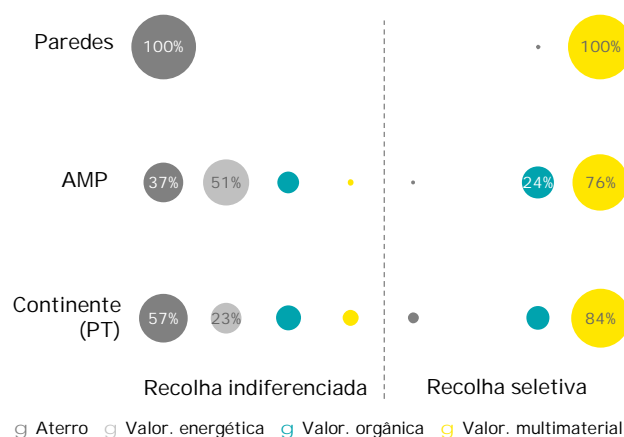 Paredes 100% 100%
AMP 37% 51% 24% 76%
Continente
(PT) 57% 23% 84%
Recolha indiferenciada Recolha seletiva
g Aterro g Valor. energética g Valor. orgânica g Valor. multimaterial